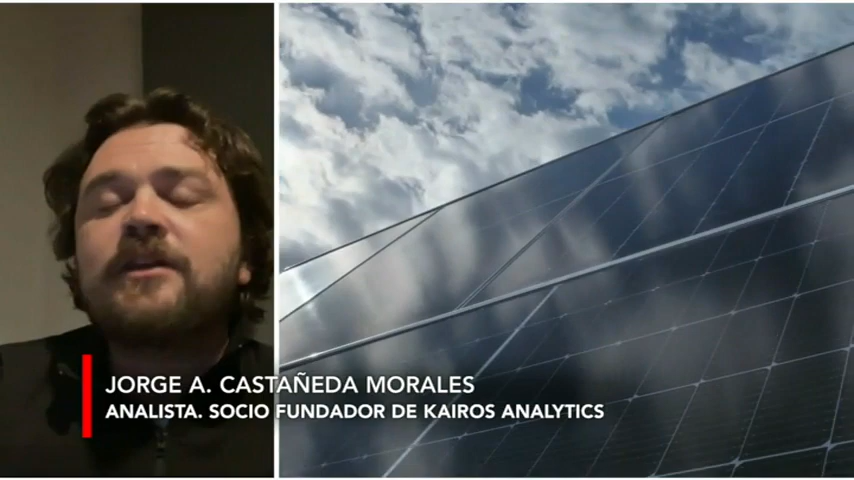 JORGE A. CASTAÑEDA MORALES
ANALISTA. SOCIO FUNDADOR DE KAIROS ANALYTICS